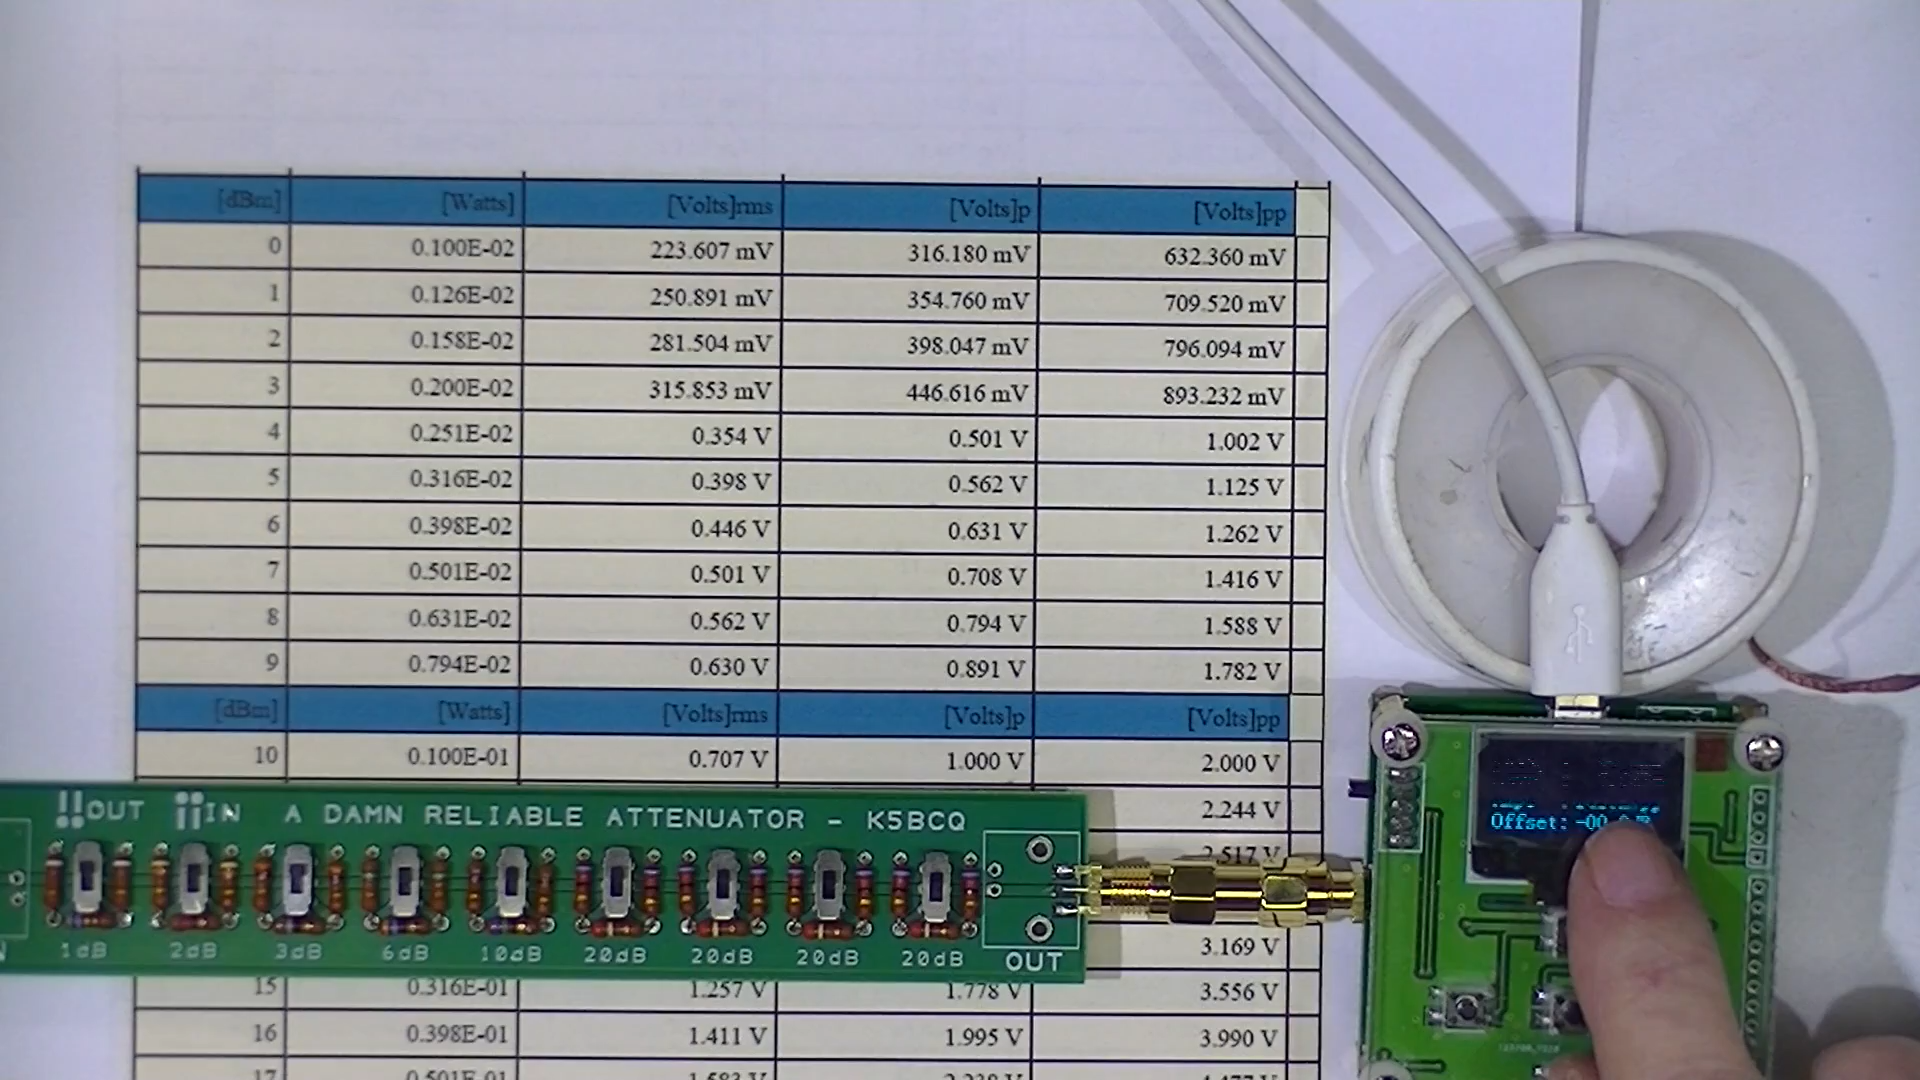 [dBm] [Watts] [Volts]rms [Volts]p [Volts]pp
0 0.100E-02 223.607 mV 316.180 mV 632.360 mV
1 0.126E-02 250.891 mV 354.760 mV 709.520 mV
2 0.158E-02 281.504 mV 398.047 mV 796.094 mV
3 0.200E-02 315.853 mV 446.616 mV 893.232 mV
4 0.251E-02 0.354 V 0.501 V 1.002 V
5 0.316E-02 0.398 V 0.562 V 1.125 V
6 0.398E-02 0.446 V 0.631 V 1.262 V
7 0.501E-02 0.501 V 0.708 V 1.416 V
8 0.631E-02 0.562 V 0.794 V 1.588 V
9 0.794E-02 0.630 V 0.891 V 1.782 V
[dBm] [Watts] [Volts]rms [Volts]p [Volts]pp
10 0.100E-01 0.707 V 1.000 V 2.000 V
2.244 V
2.517 V
3.169 V
15 0.316E-01 1.257 V 1.778 V 3.556 V
16 0.398E-01 1.411 V 1.995 V 3.990 V
17 0.501E-01 1.583 V
OUT IN A DAMN RELIABLE ATTENUATOR - K5BCQ
1dB 2dB 3dB 6dB 10dB 20dB 20dB 20dB 20dB
OUT
Offset:-00